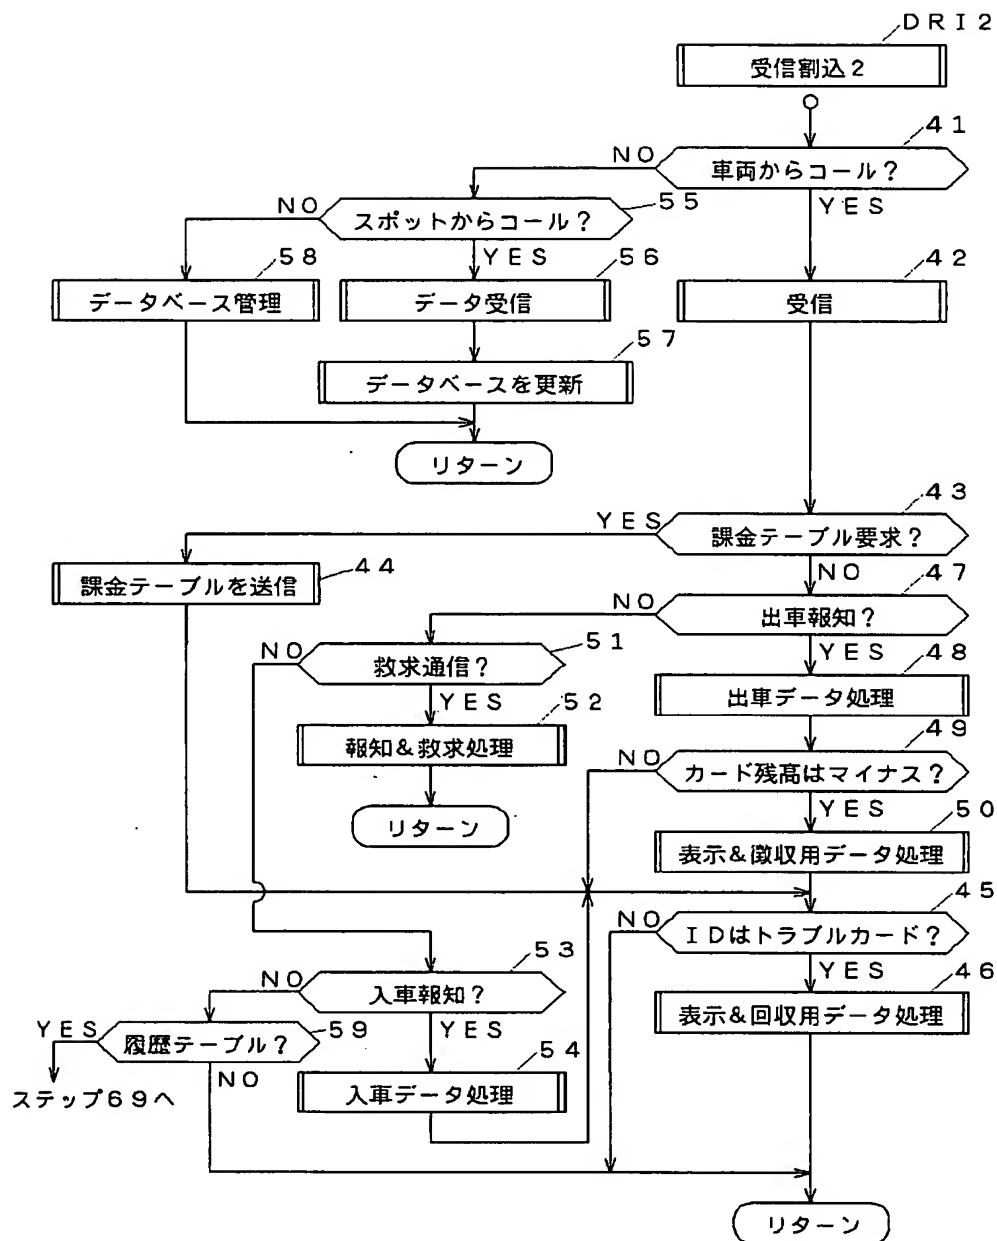 DRI2
受信割込2
41
NO
車両からコール?
YES
55
NO
スポットからコール?
YES
58
56
42
データベース管理
データ受信
受信
57
データベースを更新
リターン
43
YES
課金テーブル要求?
NO
44
課金テーブルを送信
47
NO
出車報知?
YES
51
NO
救求通信?
YES
48
出車データ処理
52
報知&救求処理
49
NO
カード残高はマイナス?
YES
リターン
50
表示&徴収用データ処理
45
NO
IDはトラブルカード?
YES
53
NO
入車報知?
YES
46
表示&回収用データ処理
59
YES
履歴テーブル?
NO
54
入車データ処理
ステップ69へ
リターン